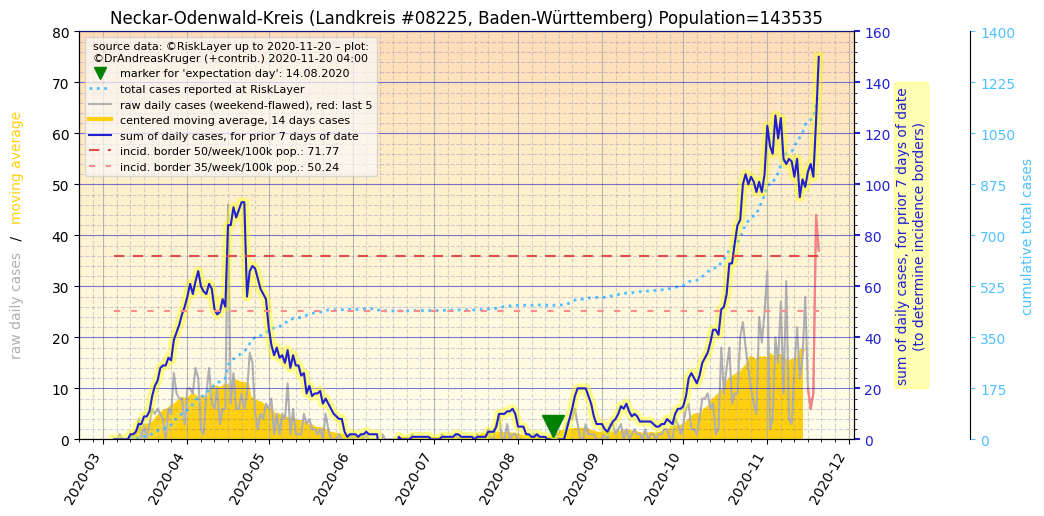 Neckar-Odenwald-Kreis (Landkreis #08225, Baden-Württemberg) Population=143535
source data: ©RiskLayer up to 2020-11-20 – plot:
©DrAndreasKruger (+contrib.) 2020-11-20 04:00
marker for 'expectation day': 14.08.2020
total cases reported at RiskLayer
raw daily cases (weekend-flawed), red: last 5
centered moving average, 14 days cases
sum of daily cases, for prior 7 days of date
incid. border 50/week/100k pop.: 71.77
incid. border 35/week/100k pop.: 50.24
raw daily cases / moving average
80
70
60
50
40
30
20
10
0
2020-03
2020-04
2020-05
2020-06
2020-07
2020-08
2020-09
2020-10
2020-11
2020-12
160
140
120
100
80
60
40
20
0
sum of daily cases, for prior 7 days of date
(to determine incidence borders)
1400
1225
1050
875
700
525
350
175
0
cumulative total cases